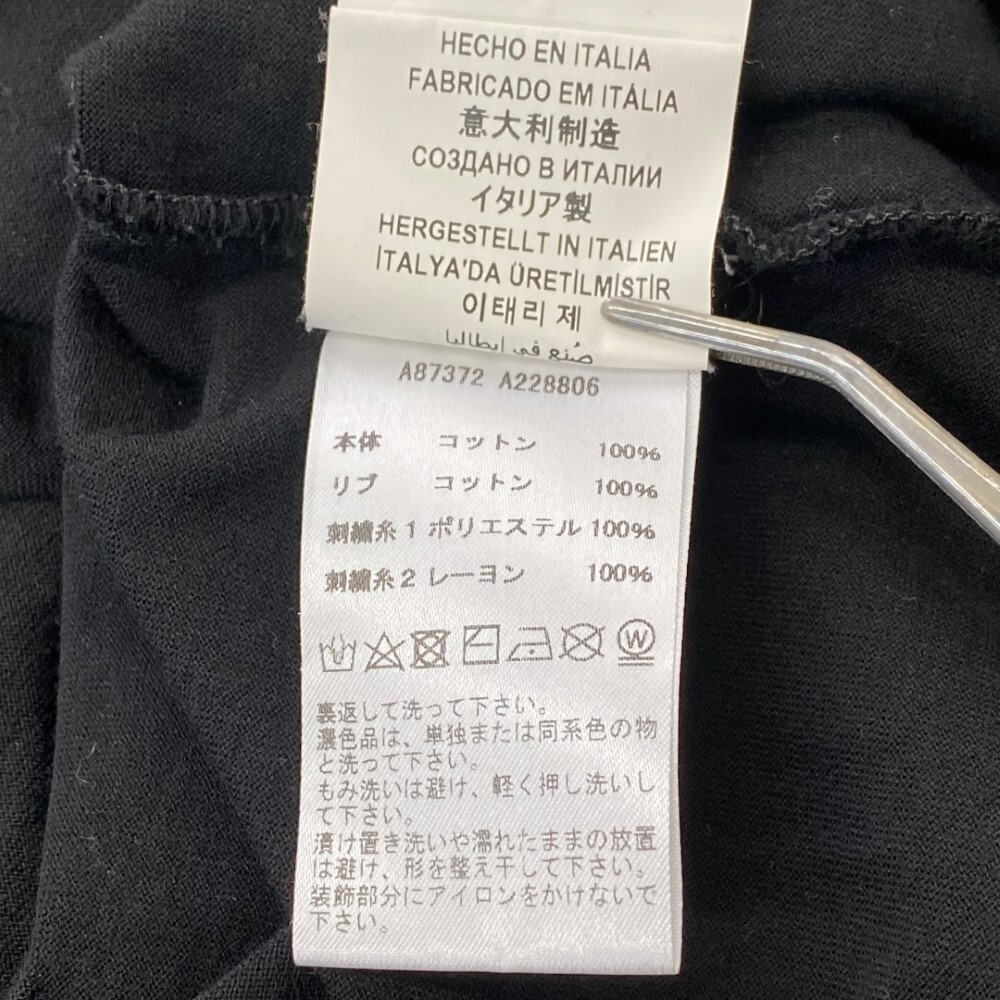 HECHO EN ITALIA
FABRICADO EM ITÁLIA
意大利制造
СОЗДАНО В ИТАЛИИ
イタリア製
HERGESTELLT IN ITALIEN
İTALYA'DA ÜRETİLMİSTİR
이태리 제
صُنع في إيطاليا
A87372 A228806
本体 コットン 100%
リブ コットン 100%
刺繍糸1 ポリエステル 100%
刺繍糸2 レーヨン 100%
W
裏返して洗って下さい。
濃色品は、単独または同系色の物
と洗って下さい。
もみ洗いは避け、軽く押し洗いし
て下さい。
漬け置き洗いや濡れたままの放置
は避け、形を整え干して下さい。
装飾部分にアイロンをかけないで
下さい。